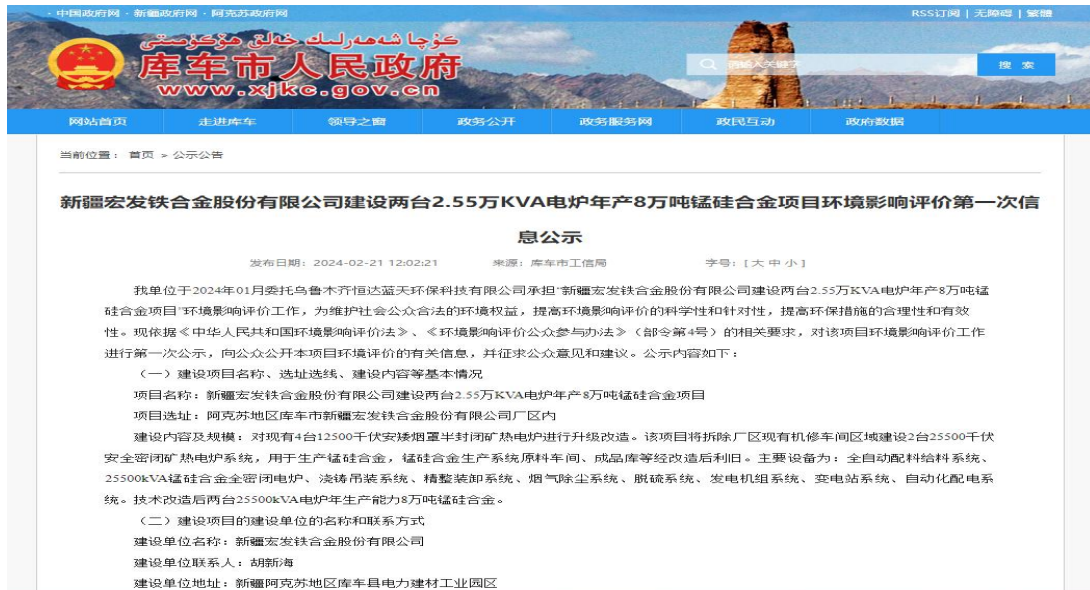 · 中国政府网 · 新疆政府网 · 阿克苏政府网
RSS订阅 | 无障碍 | 繁體
كۇچا شەھەرلىك خەلق ھۆكۈمىتى
库车市人民政府
www.xjkc.gov.cn
请输入关键字
搜 索
网站首页 走进库车 领导之窗 政务公开 政务服务网 政民互动 政府数据
当前位置： 首页 > 公示公告
新疆宏发铁合金股份有限公司建设两台2.55万KVA电炉年产8万吨锰硅合金项目环境影响评价第一次信
息公示
发布日期：2024-02-21 12:02:21 来源：库车市工信局 字号：[ 大 中 小 ]
我单位于2024年01月委托乌鲁木齐恒达蓝天环保科技有限公司承担"新疆宏发铁合金股份有限公司建设两台2.55万KVA电炉年产8万吨锰
硅合金项目"环境影响评价工作，为维护社会公众合法的环境权益，提高环境影响评价的科学性和针对性，提高环保措施的合理性和有效
性。现依据《中华人民共和国环境影响评价法》、《环境影响评价公众参与办法》（部令第4号）的相关要求，对该项目环境影响评价工作
进行第一次公示，向公众公开本项目环境评价的有关信息，并征求公众意见和建议。公示内容如下：
（一）建设项目名称、选址选线、建设内容等基本情况
项目名称：新疆宏发铁合金股份有限公司建设两台2.55万KVA电炉年产8万吨锰硅合金项目
项目选址：阿克苏地区库车市新疆宏发铁合金股份有限公司厂区内
建设内容及规模：对现有4台12500千伏安矮烟罩半封闭矿热电炉进行升级改造。该项目将拆除厂区现有机修车间区域建设2台25500千伏
安全密闭矿热电炉系统，用于生产锰硅合金，锰硅合金生产系统原料车间、成品库等经改造后利旧。主要设备为：全自动配料给料系统、
25500kVA锰硅合金全密闭电炉、浇铸吊装系统、精整装卸系统、烟气除尘系统、脱硫系统、发电机组系统、变电站系统、自动化配电系
统。技术改造后两台25500kVA电炉年生产能力8万吨锰硅合金。
（二）建设项目的建设单位的名称和联系方式
建设单位名称：新疆宏发铁合金股份有限公司
建设单位联系人：胡新海
建设单位地址：新疆阿克苏地区库车县电力建材工业园区